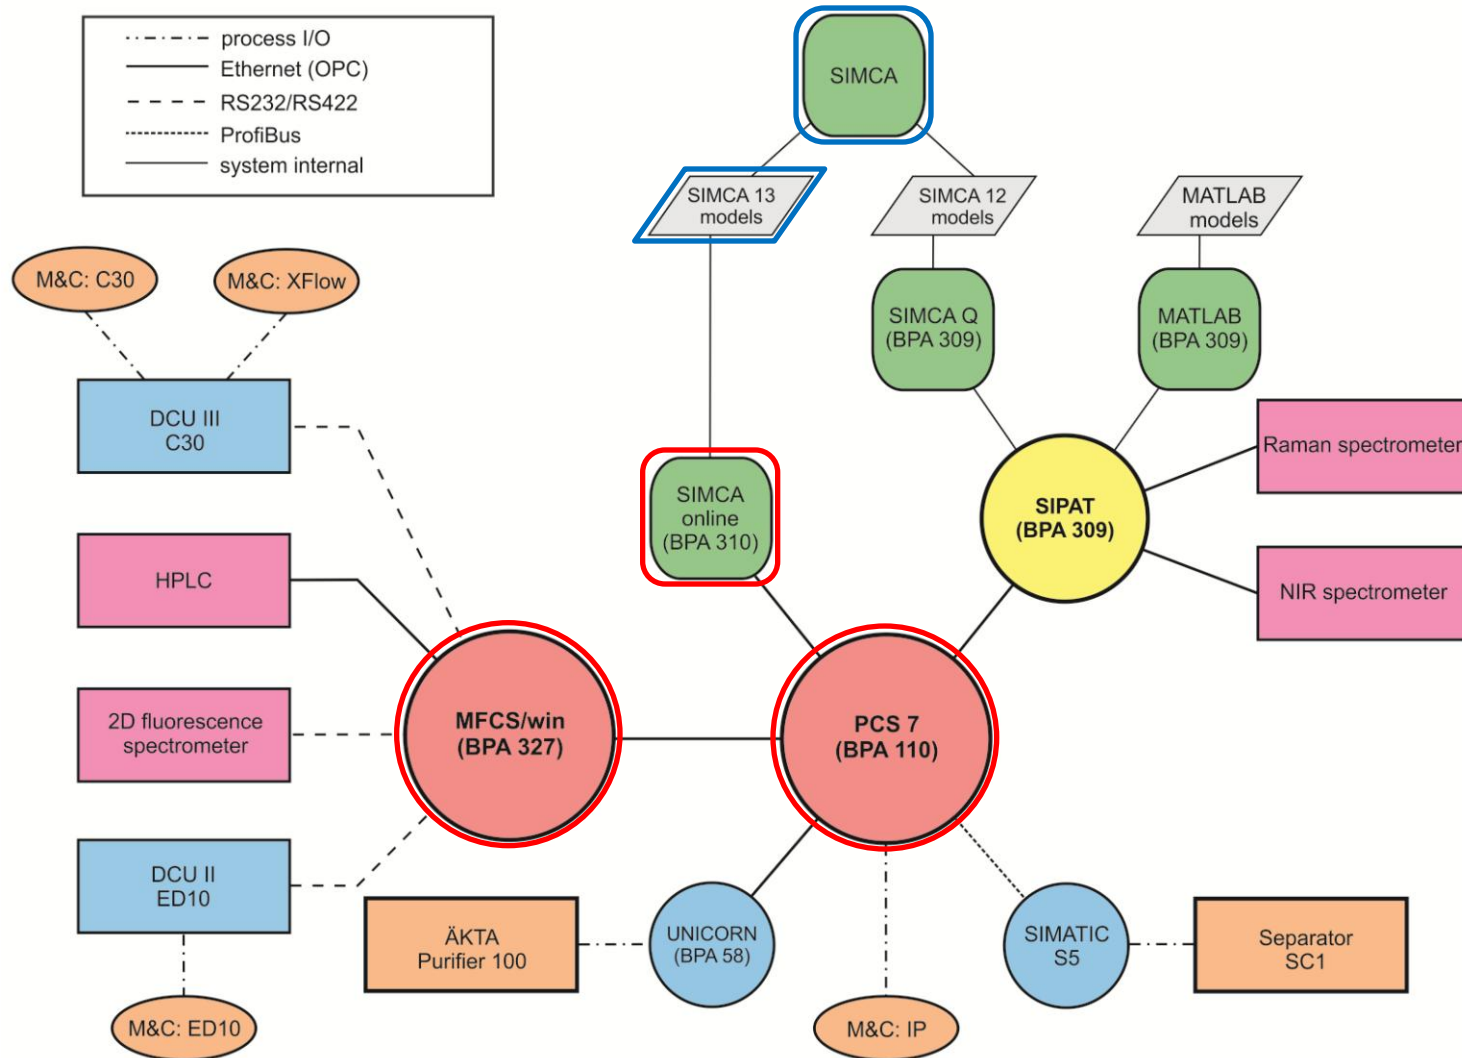 process I/O
Ethernet (OPC)
RS232/RS422
ProfiBus
system internal
SIMCA
SIMCA 13
models
SIMCA 12
models
MATLAB
models
M&C: C30
M&C: XFlow
SIMCA Q
(BPA 309)
MATLAB
(BPA 309)
DCU III
C30
Raman spectrometer
SIMCA
online
(BPA 310)
SIPAT
(BPA 309)
HPLC
NIR spectrometer
2D fluorescence
spectrometer
MFCS/win
(BPA 327)
PCS 7
(BPA 110)
DCU II
ED10
ÄKTA
Purifier 100
UNICORN
(BPA 58)
SIMATIC
S5
Separator
SC1
M&C: ED10
M&C: IP